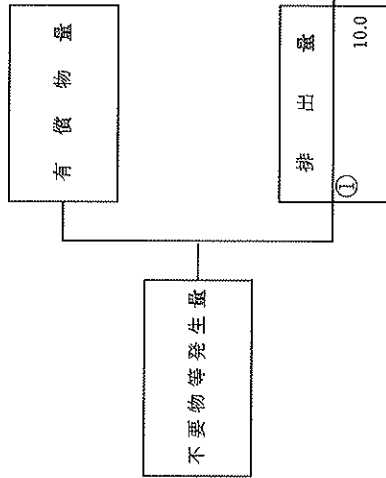 不要物等発生量
有償物量
排出量
①
10.0